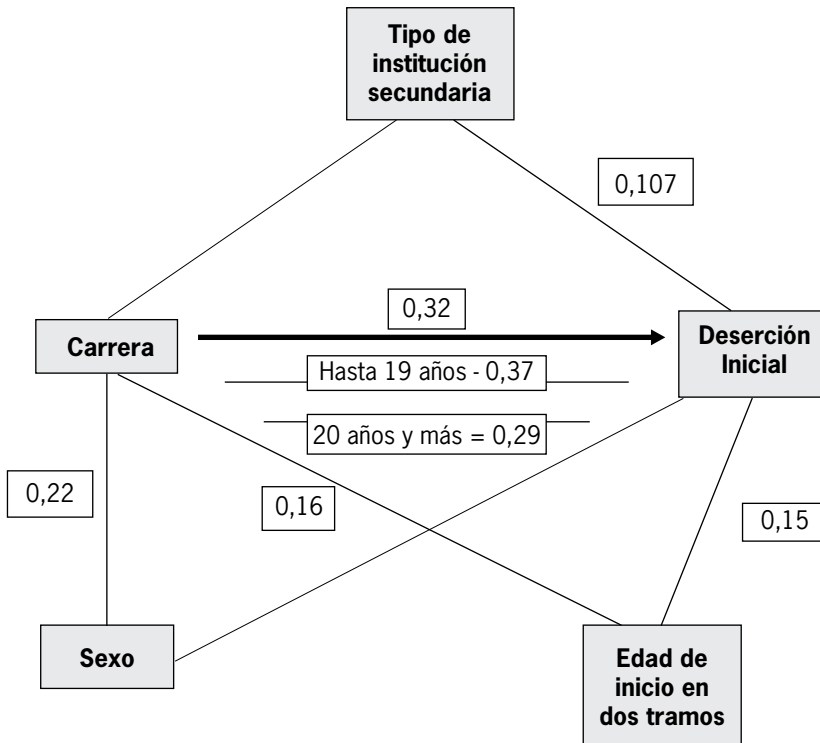 Tipo de
institución
secundaria
0,107
0,32
Carrera
Deserción
Inicial
Hasta 19 años - 0,37
20 años y más = 0,29
0,22
0,16
0,15
Sexo
Edad de
inicio en
dos tramos